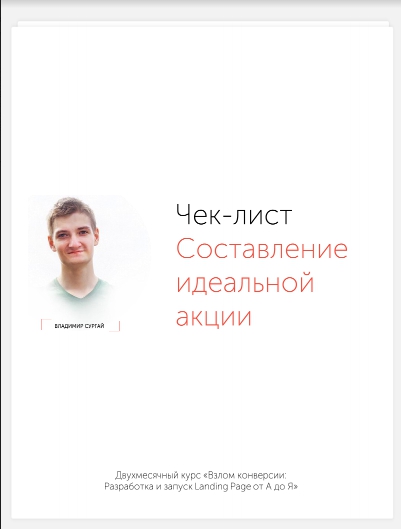 Чек-лист
Составление
идеальной
акции
ВЛАДИМИР СУРГАЙ
Двухмесячный курс «Взлом конверсии:
Разработка и запуск Landing Page от А до Я»